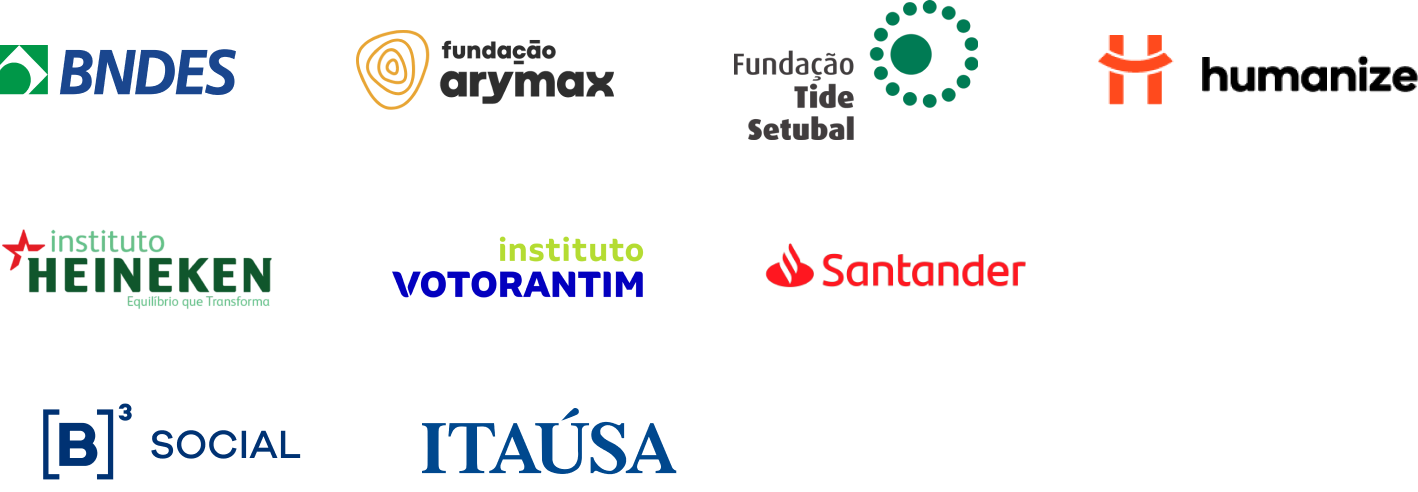 BNDES
fundação
arymax
Fundação
Tide
Setubal
humanize
instituto
HEINEKEN
Equilíbrio que Transforma
instituto
VOTORANTIM
Santander
[B]³ SOCIAL
ITAÚSA